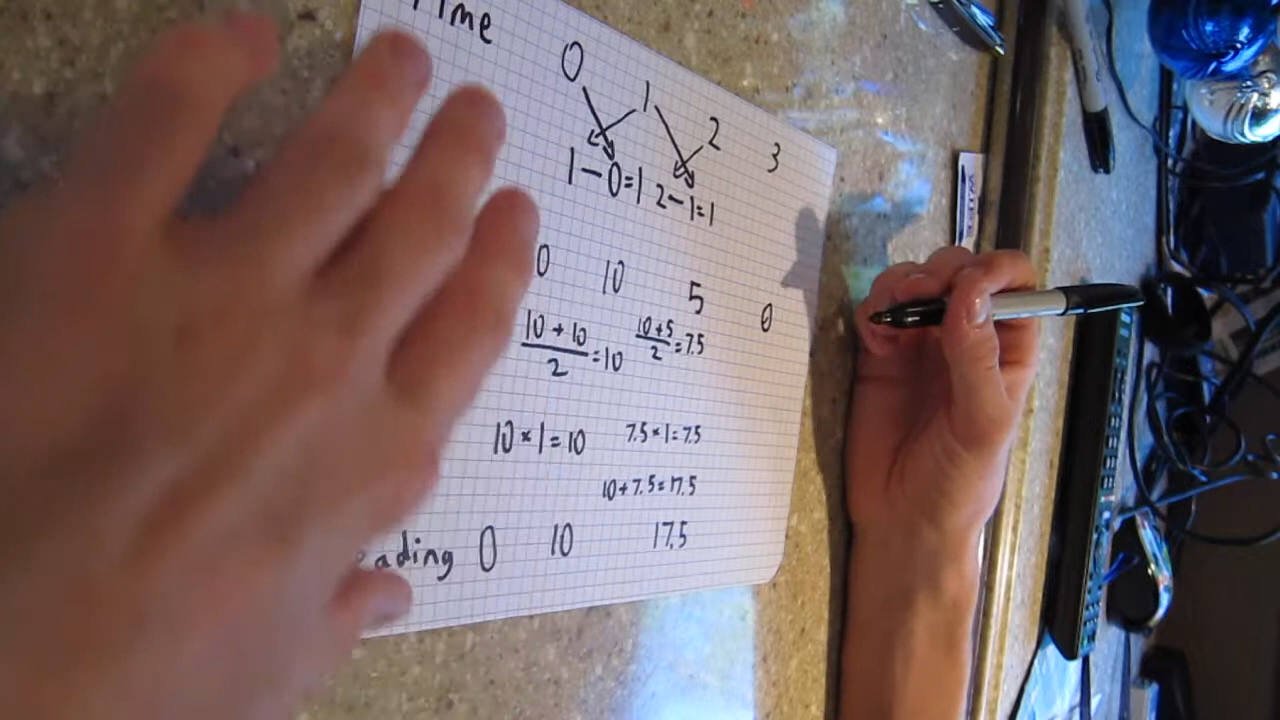 Time
0 1 2 3
1-0=1 2-1=1
0 10 5 0
10+10/2=10 10+5/2=7.5
10*1=10 7.5*1=7.5
10+7.5=17.5
eading 0 10 17.5